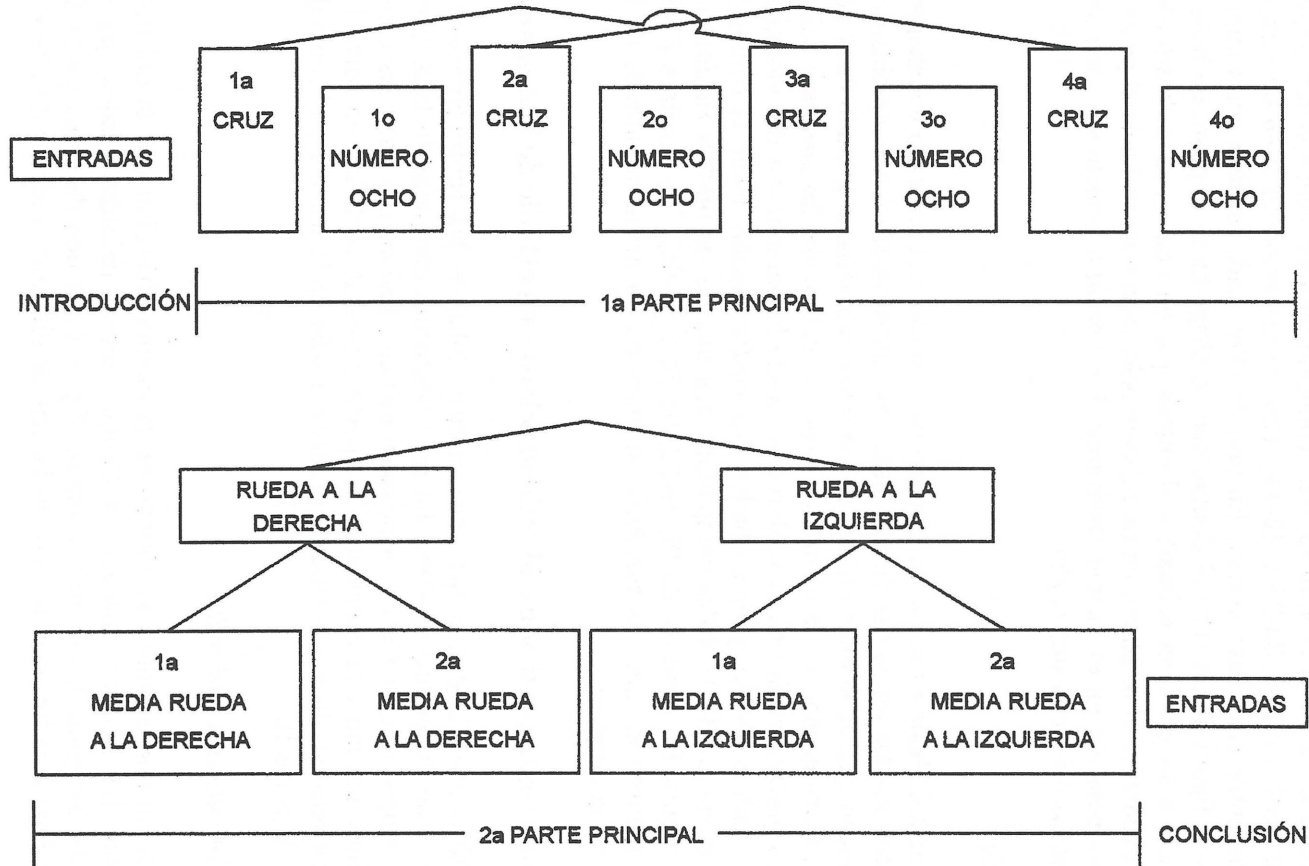 1a
CRUZ
2a
CRUZ
3a
CRUZ
4a
CRUZ
ENTRADAS
1o
NÚMERO
OCHO
2o
NÚMERO
OCHO
3o
NÚMERO
OCHO
4o
NÚMERO
OCHO
INTRODUCCIÓN
1a PARTE PRINCIPAL
RUEDA A LA
DERECHA
RUEDA A LA
IZQUIERDA
1a
MEDIA RUEDA
A LA DERECHA
2a
MEDIA RUEDA
A LA DERECHA
1a
MEDIA RUEDA
A LA IZQUIERDA
2a
MEDIA RUEDA
A LA IZQUIERDA
ENTRADAS
2a PARTE PRINCIPAL
CONCLUSIÓN